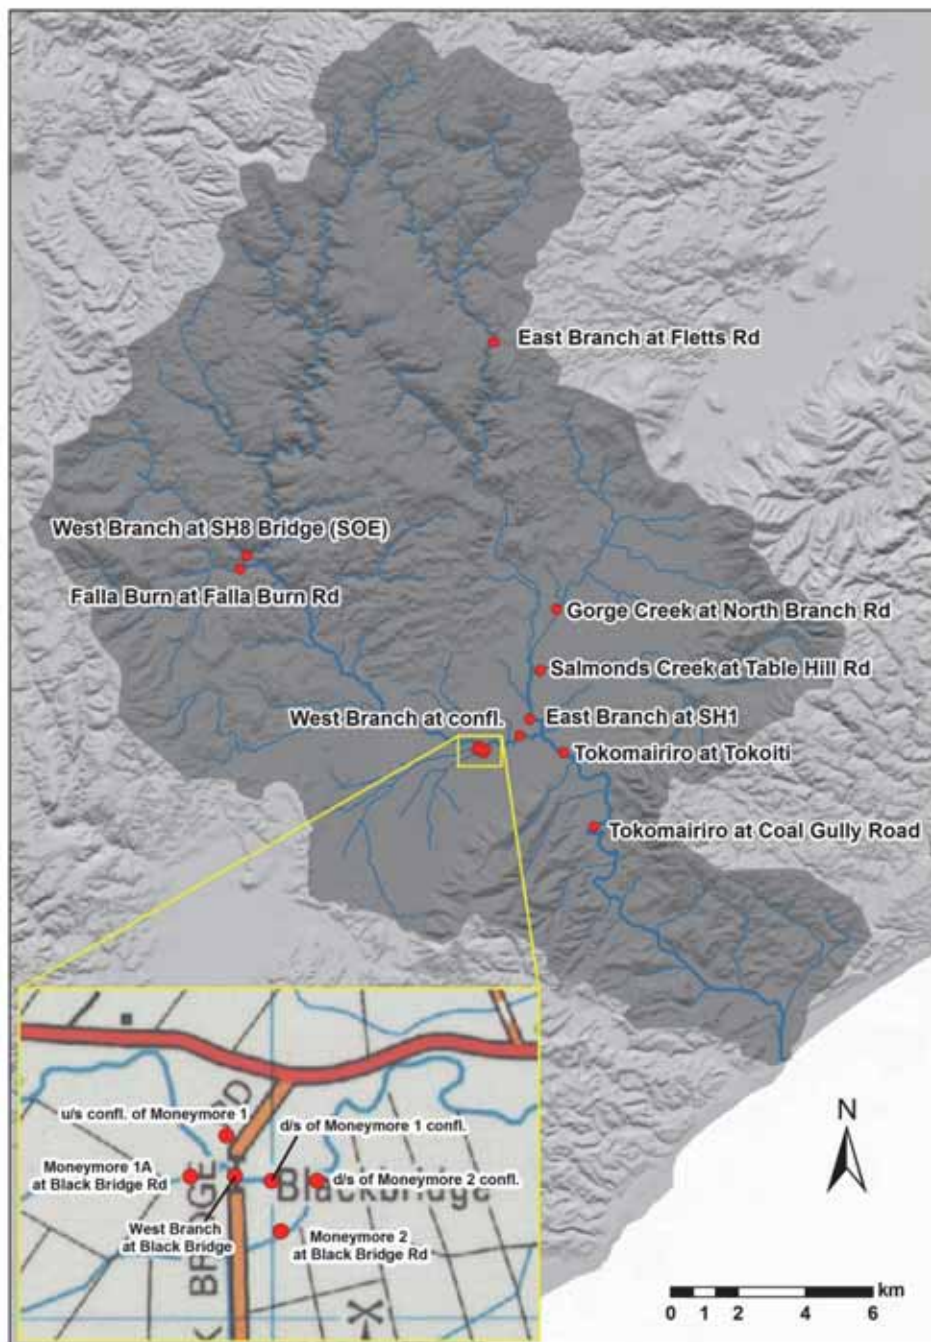 East Branch at Fletts Rd
West Branch at SH8 Bridge (SOE)
Falla Burn at Falla Burn Rd
Gorge Creek at North Branch Rd
Salmonds Creek at Table Hill Rd
West Branch at confl.
East Branch at SH1
Tokomairiro at Tokoiti
Tokomairiro at Coal Gully Road
u/s confl. of Moneymore 1
RD
d/s of Moneymore 1 confl.
Moneymore 1A
at Black Bridge Rd
Blackbridge
d/s of Moneymore 2 confl.
West Branch
at Black Bridge
Moneymore 2
at Black Bridge Rd
BRIDGE
K
N
km
0 1 2 4 6